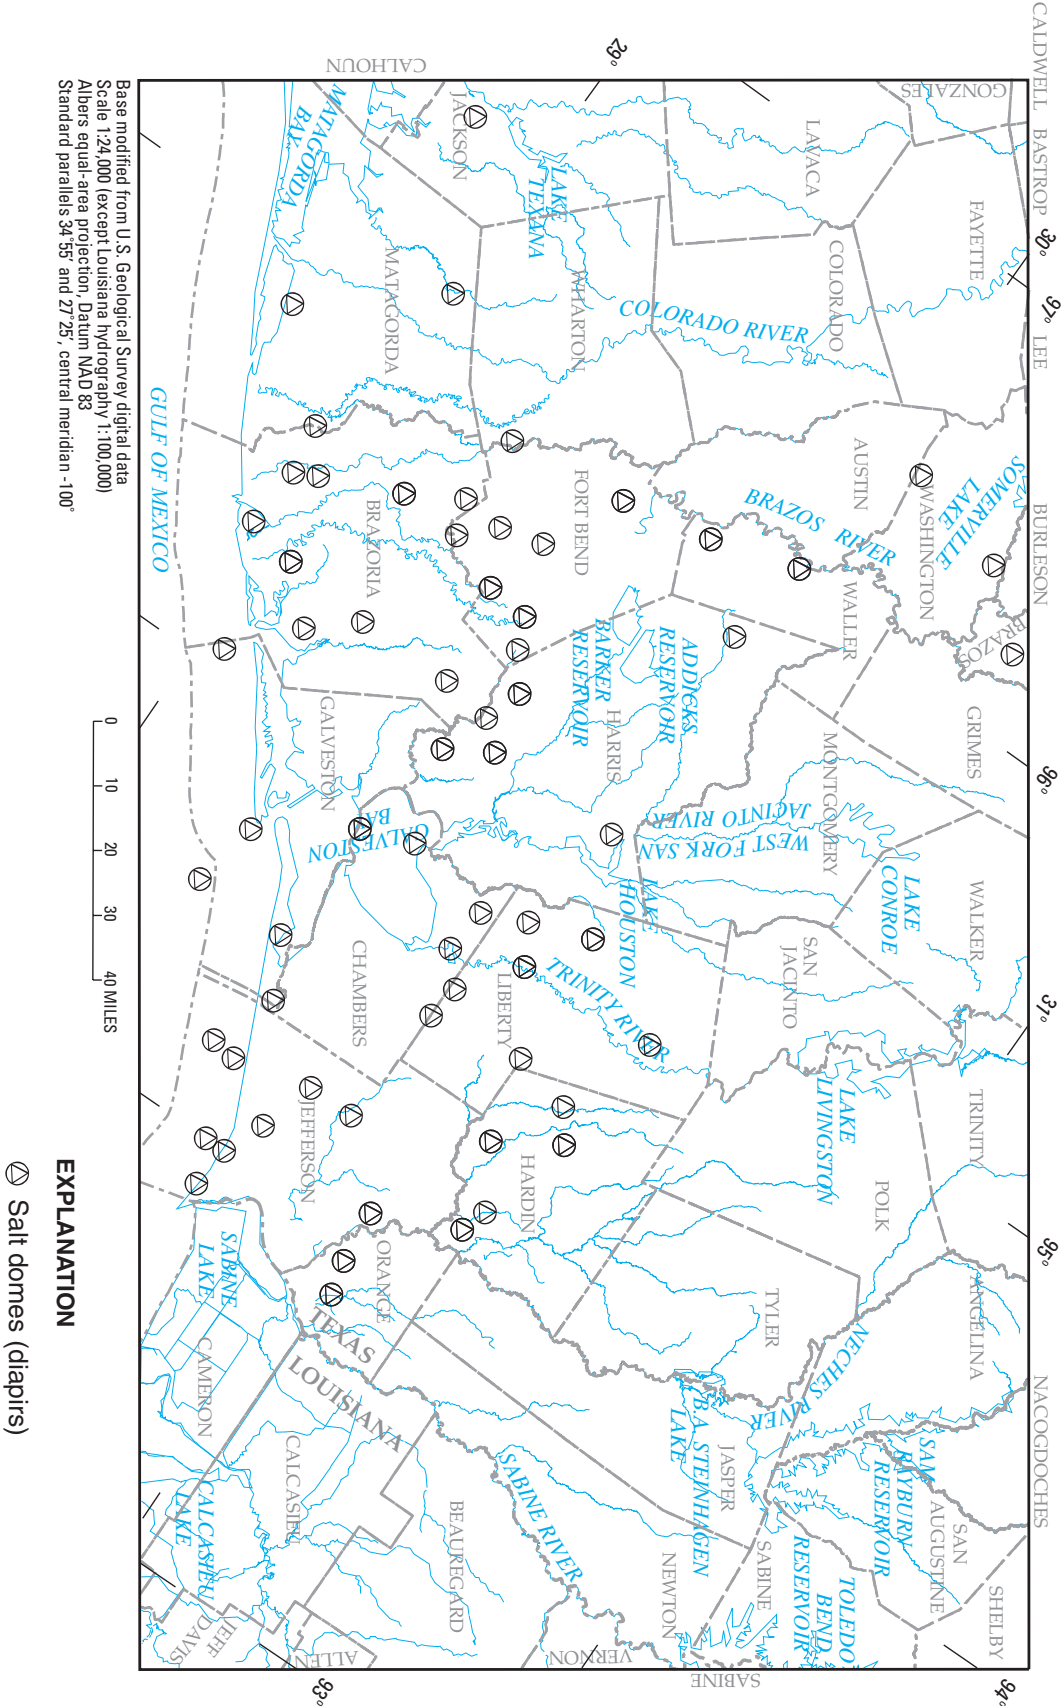 CALDWELL
BASTROP
30°
97°
LEE
BURLESON
BRAZOS
96°
31°
95°
NACOGDOCHES
94°
GONZALES
FAYETTE
SOMERVILLE
LAKE
WASHINGTON
GRIMES
WALKER
TRINITY
ANGELINA
SAN
AUGUSTINE
SHELBY
LAVACA
COLORADO
AUSTIN
BRAZOS RIVER
WALLER
MONTGOMERY
LAKE
CONROE
SAN
JACINTO
LAKE
LIVINGSTON
POLK
TYLER
NECHES RIVER
SAM
RAYBURN
RESERVOIR
29°
COLORADO RIVER
ADDICKS
RESERVOIR
BARKER
RESERVOIR
HARRIS
WEST FORK SAN
JACINTO RIVER
LAKE
HOUSTON
TRINITY RIVER
B.A. STEINHAGEN
LAKE
JASPER
NEWTON
SABINE
TOLEDO
BEND
RESERVOIR
SABINE
LAKE
TEXANA
WHARTON
FORT BEND
LIBERTY
HARDIN
SABINE RIVER
VERNON
CALHOUN
JACKSON
MATAGORDA
BRAZORIA
GALVESTON
GALVESTON
BAY
CHAMBERS
JEFFERSON
ORANGE
TEXAS
LOUISIANA
BEAUREGARD
ALLEN
93°
MATAGORDA
BAY
GULF OF MEXICO
SABINE
LAKE
CAMERON
CALCASIEU
CALCASIEU
LAKE
JEFF
DAVIS
Base modified from U.S. Geological Survey digital data
Scale 1:24,000 (except Louisiana hydrography 1:100,000)
Albers equal-area projection, Datum NAD 83
Standard parallels 34°55' and 27°25', central meridian -100°
0 10 20 30 40 MILES
EXPLANATION
Salt domes (diapirs)